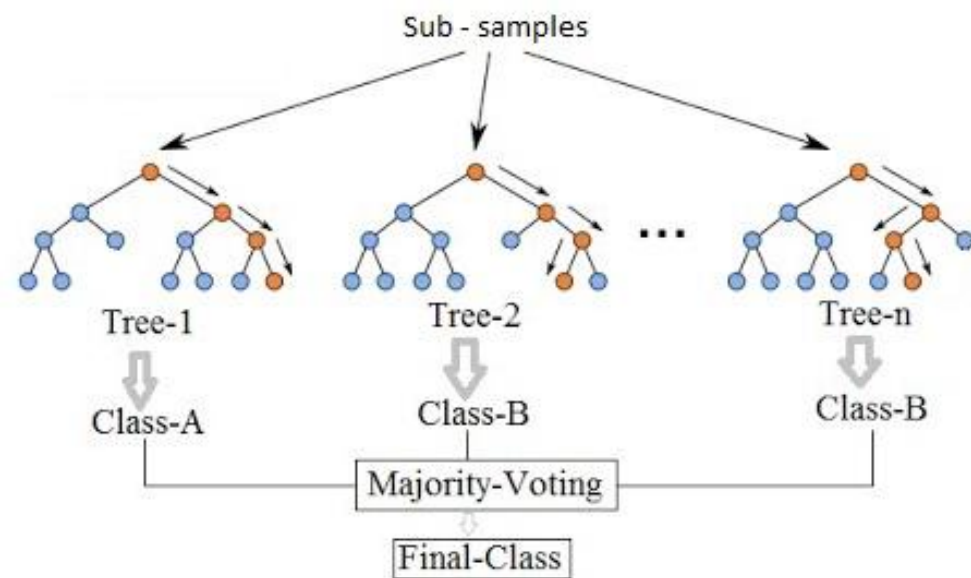 Sub - samples
...
Tree-1
Tree-2
Tree-n
Class-A
Class-B
Class-B
Majority-Voting
Final-Class